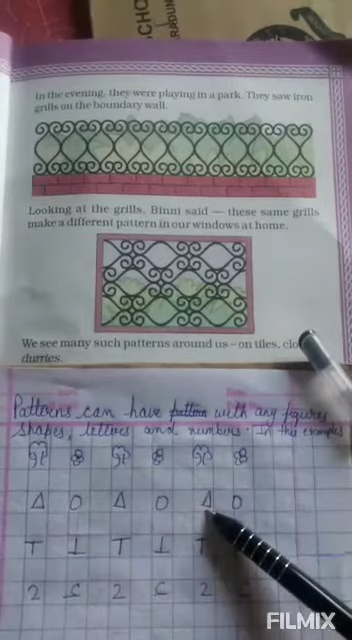 SCHO
RADUN
In the evening, they were playing in a park. They saw iron
grills on the boundary wall.
Looking at the grills, Binni said — these same grills
make a different pattern in our windows at home.
We see many such patterns around us – on tiles, clo
durries.
Patterns can have pattern with any figures
shapes, letters and numbers. In this examples
Δ O Δ O Δ O
T ⊥ T ⊥ T
2 2 2
FILMIX